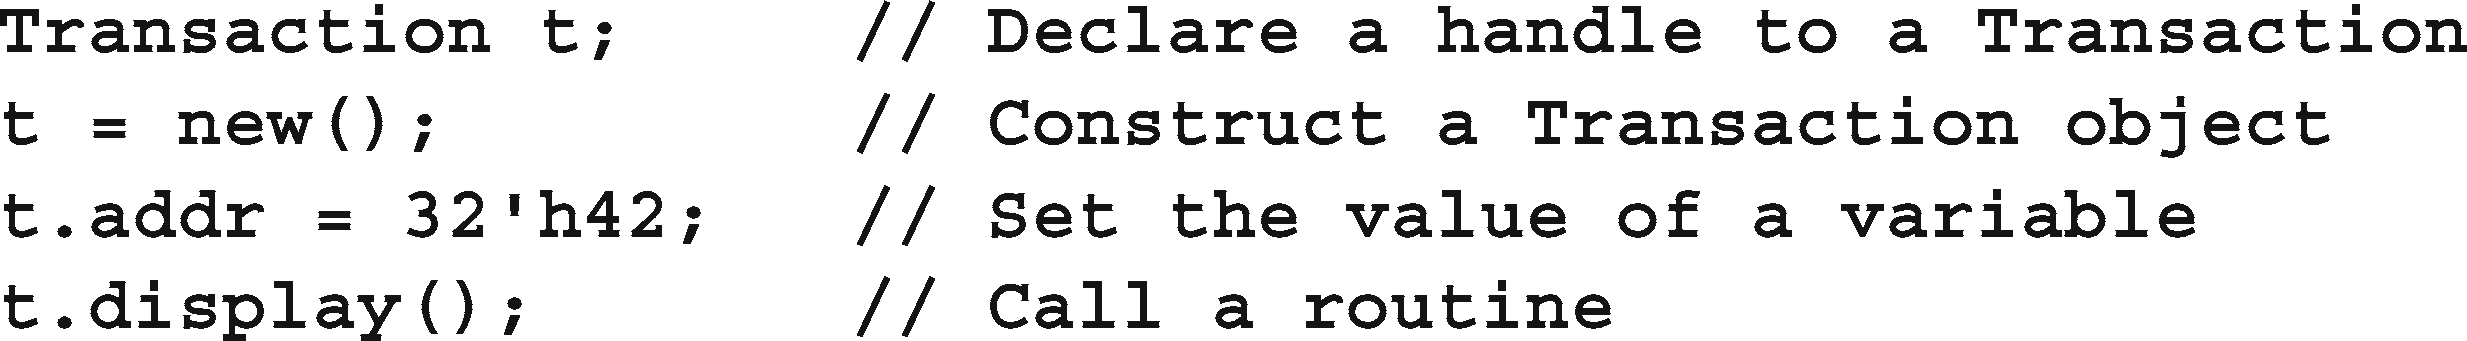 Transaction t;     // Declare a handle to a Transaction
t = new();         // Construct a Transaction object
t.addr = 32'h42;   // Set the value of a variable
t.display();       // Call a routine